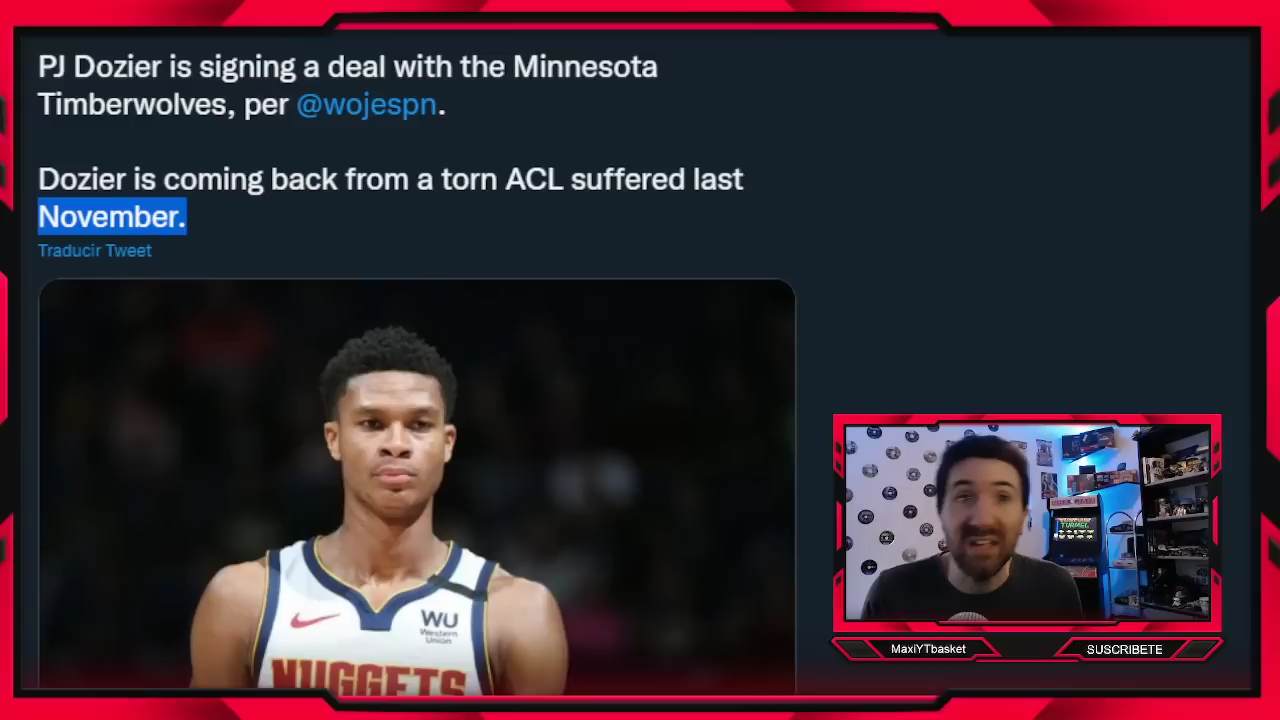 PJ Dozier is signing a deal with the Minnesota
Timberwolves, per @wojespn.
Dozier is coming back from a torn ACL suffered last
November.
Traducir Tweet
WU
Western
Union
NUGGETS
MaxiYTbasket
SUSCRIBETE